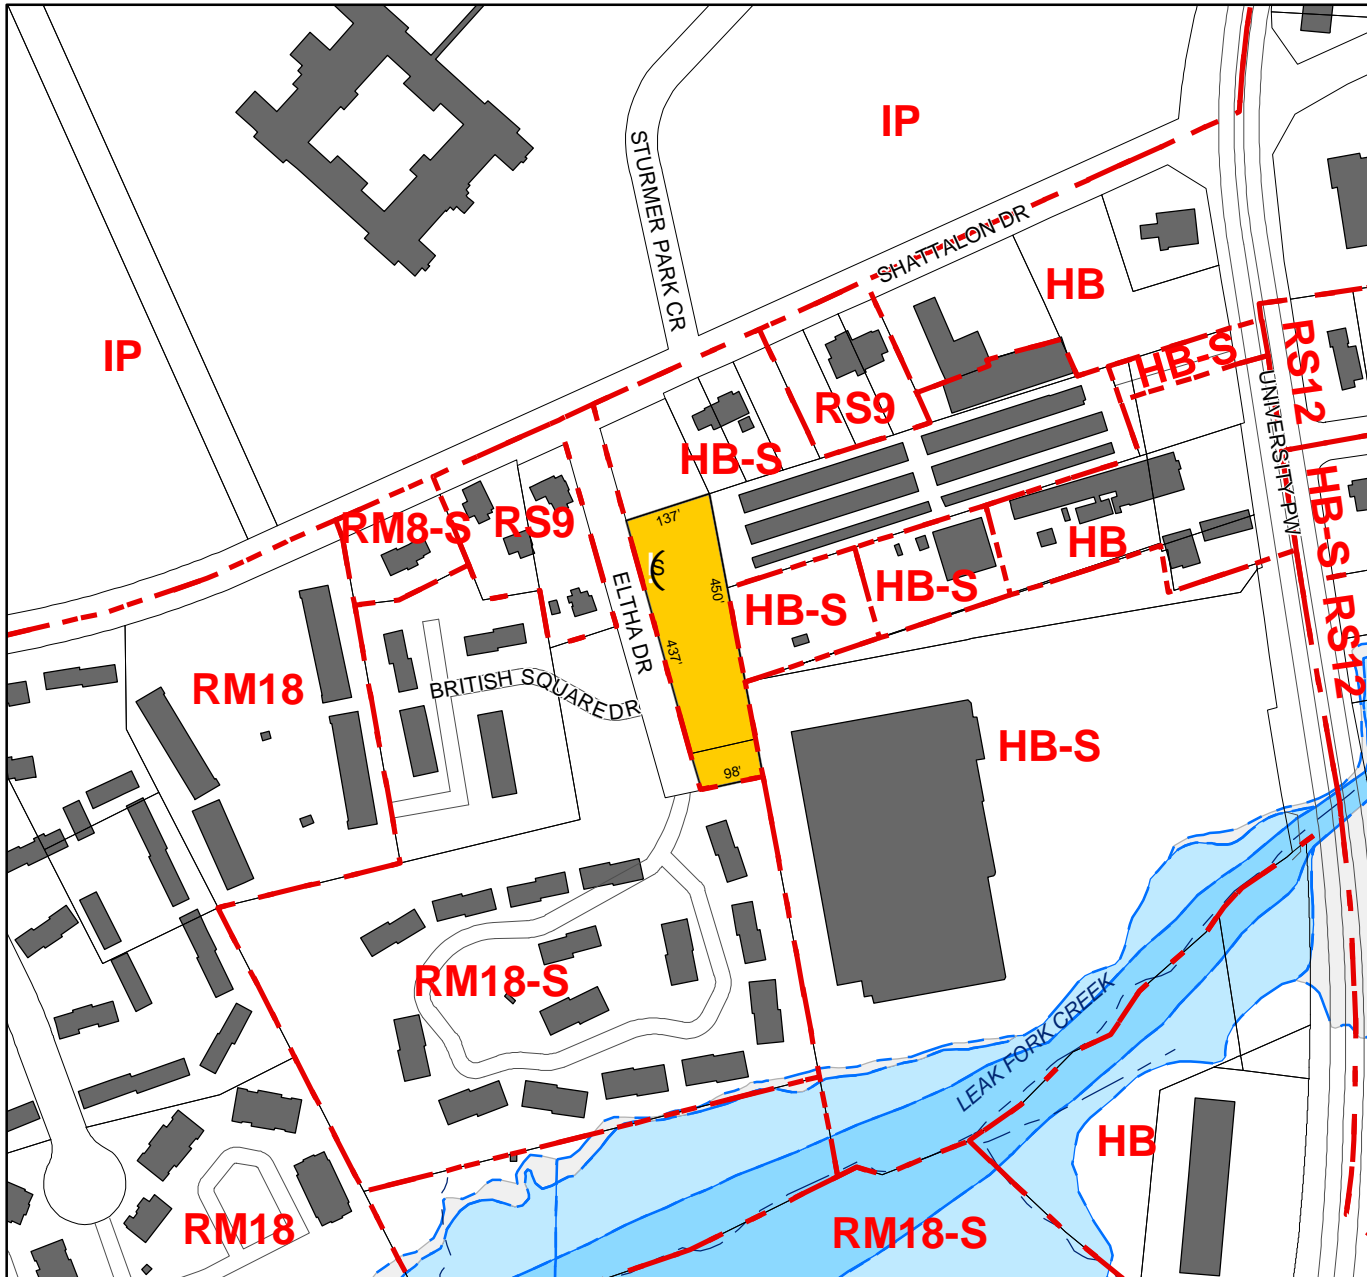 IP
STURMER PARK CR
SHATTALON DR
IP
HB
HB-S
RS12
UNIVERSITY PW
RS9
HB-S
RM8-S
RS9
137'
S
450'
437'
98'
ELTHA DR
HB
HB-S
HB-S
HB-S
RS12
RM18
BRITISH SQUARE DR
HB-S
RM18-S
LEAK FORK CREEK
HB
RM18
RM18-S